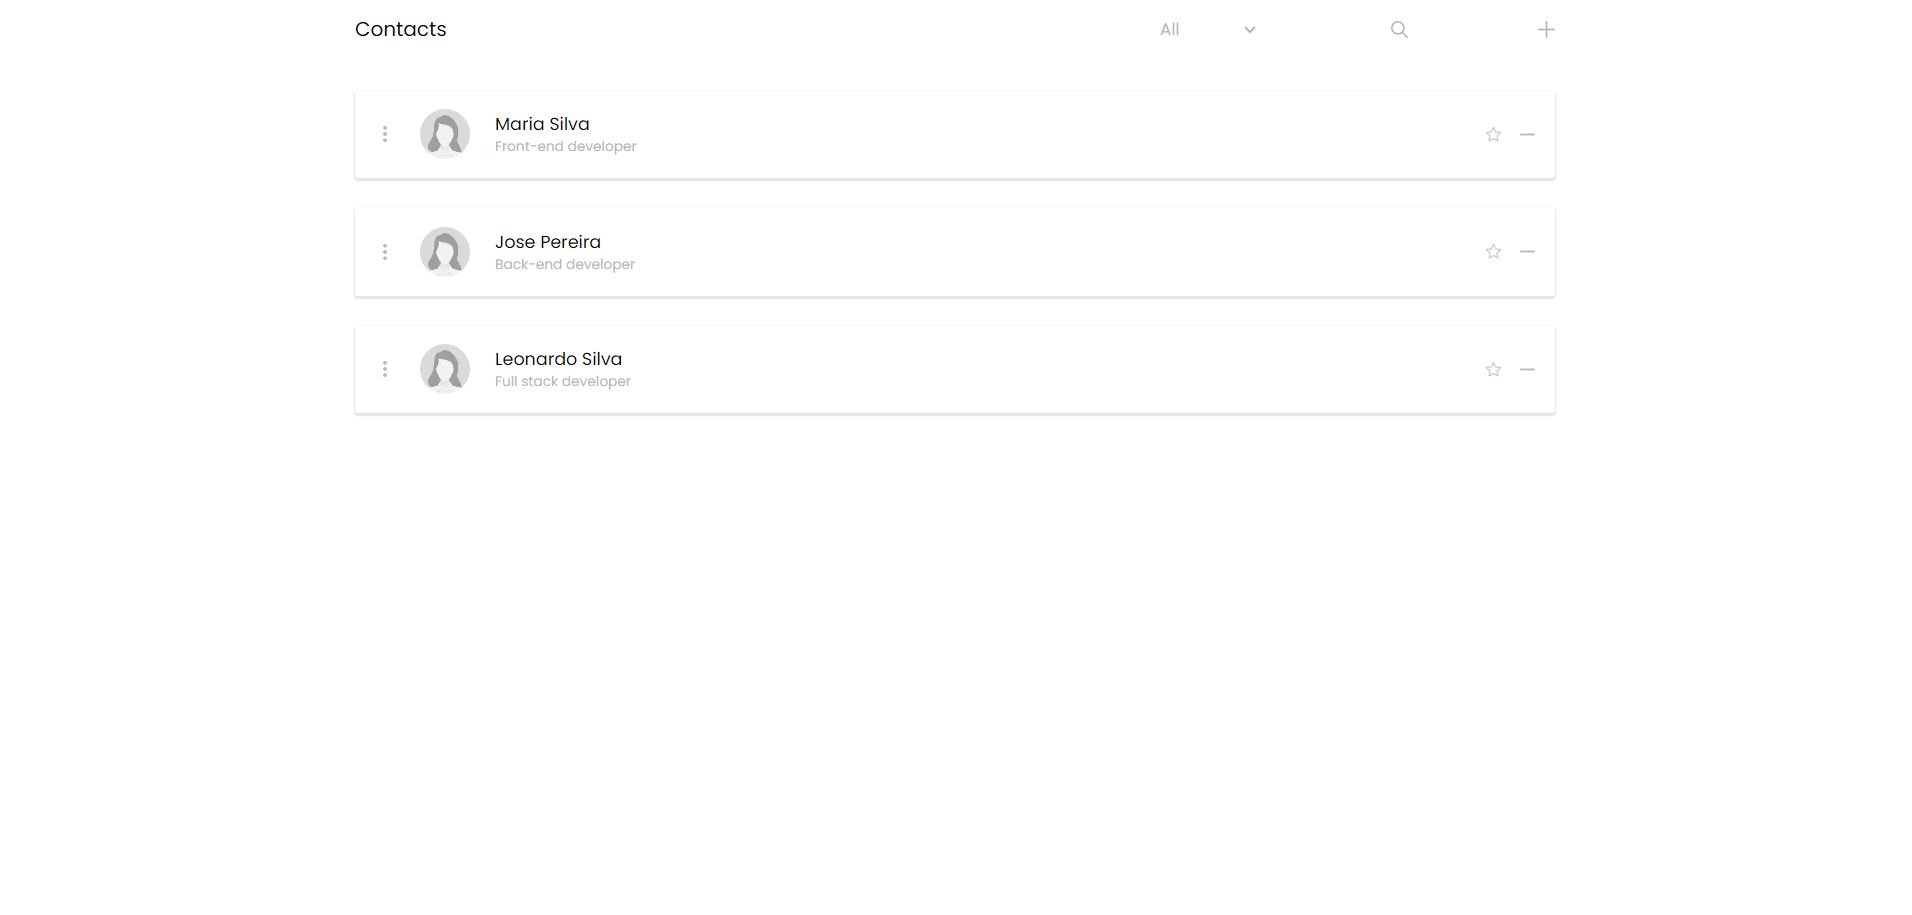 Contacts
All
Maria Silva
Front-end developer
Jose Pereira
Back-end developer
Leonardo Silva
Full stack developer